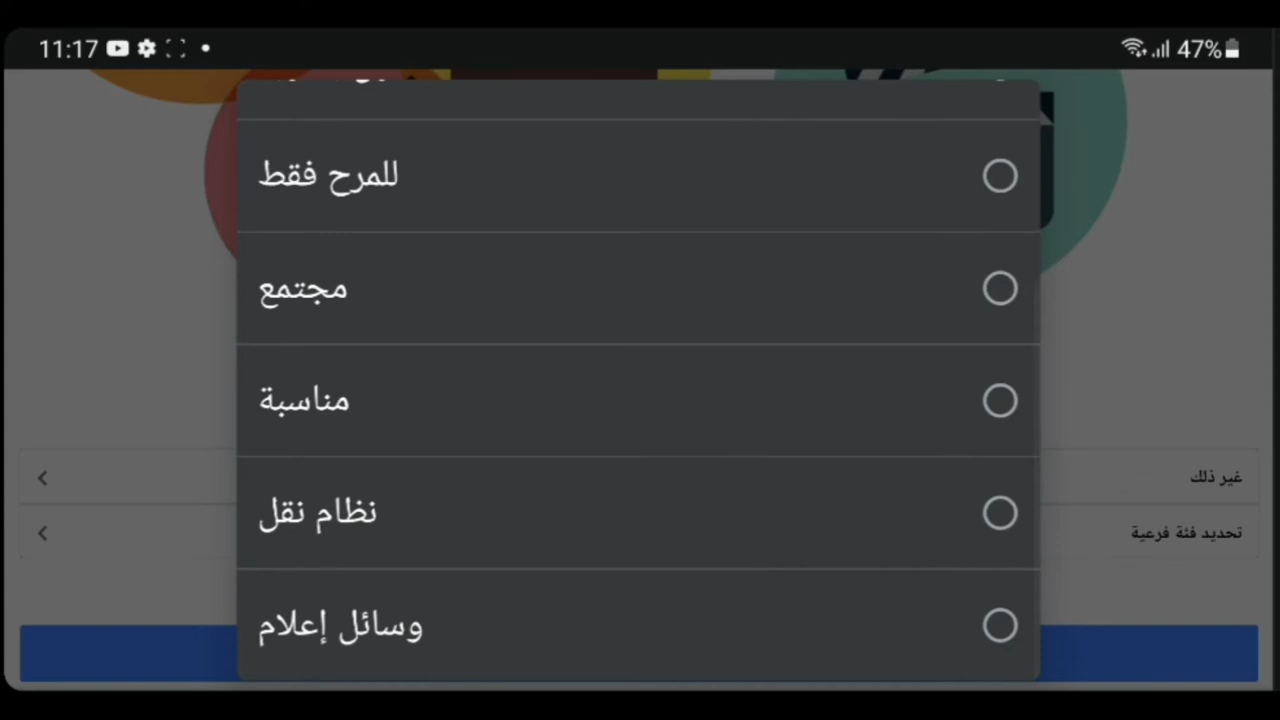 11:17
47%
للمرح فقط
مجتمع
مناسبة
نظام نقل
وسائل إعلام
غير ذلك
تحديد فئة فرعية